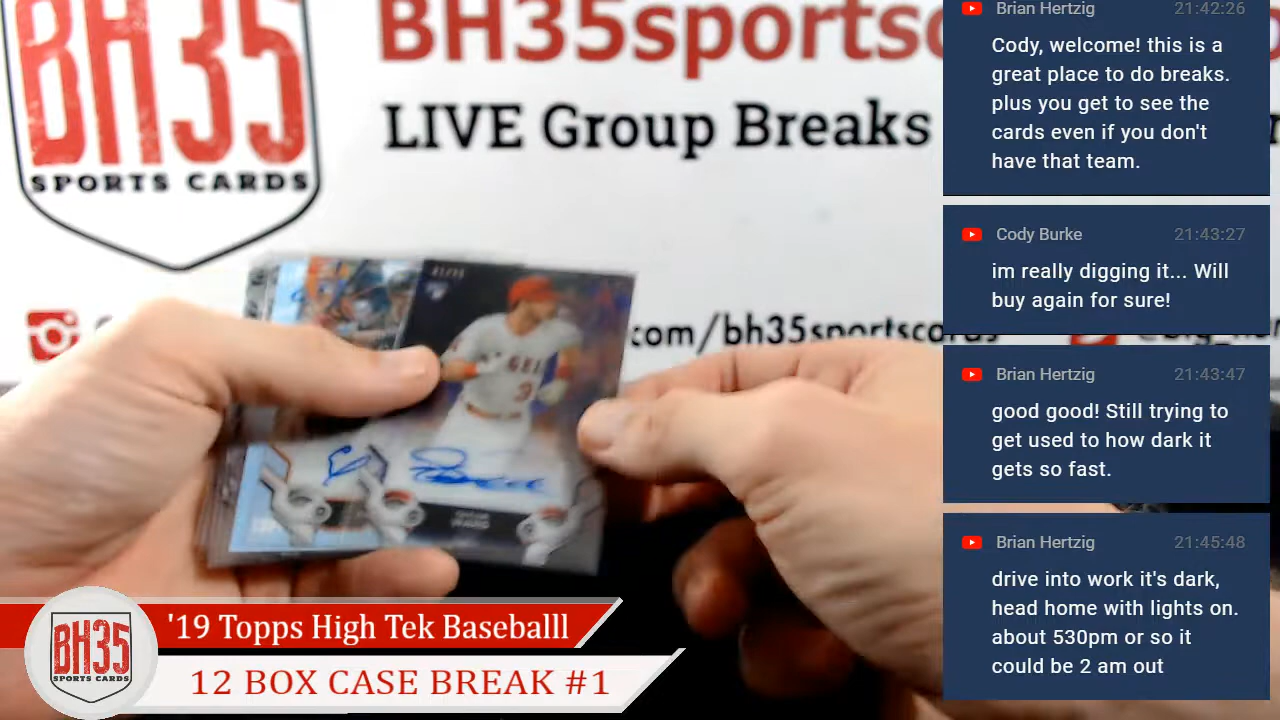 BH35
SPORTS CARDS
BH35sportsc
LIVE Group Breaks
com/bh35sportscards
ANGEL
3
BH35
SPORTS CARDS
'19 Topps High Tek Baseballl
12 BOX CASE BREAK #1
Brian Hertzig 21:42:26
Cody, welcome! this is a
great place to do breaks.
plus you get to see the
cards even if you don't
have that team.
Cody Burke 21:43:27
im really digging it... Will
buy again for sure!
Brian Hertzig 21:43:47
good good! Still trying to
get used to how dark it
gets so fast.
Brian Hertzig 21:45:48
drive into work it's dark,
head home with lights on.
about 530pm or so it
could be 2 am out